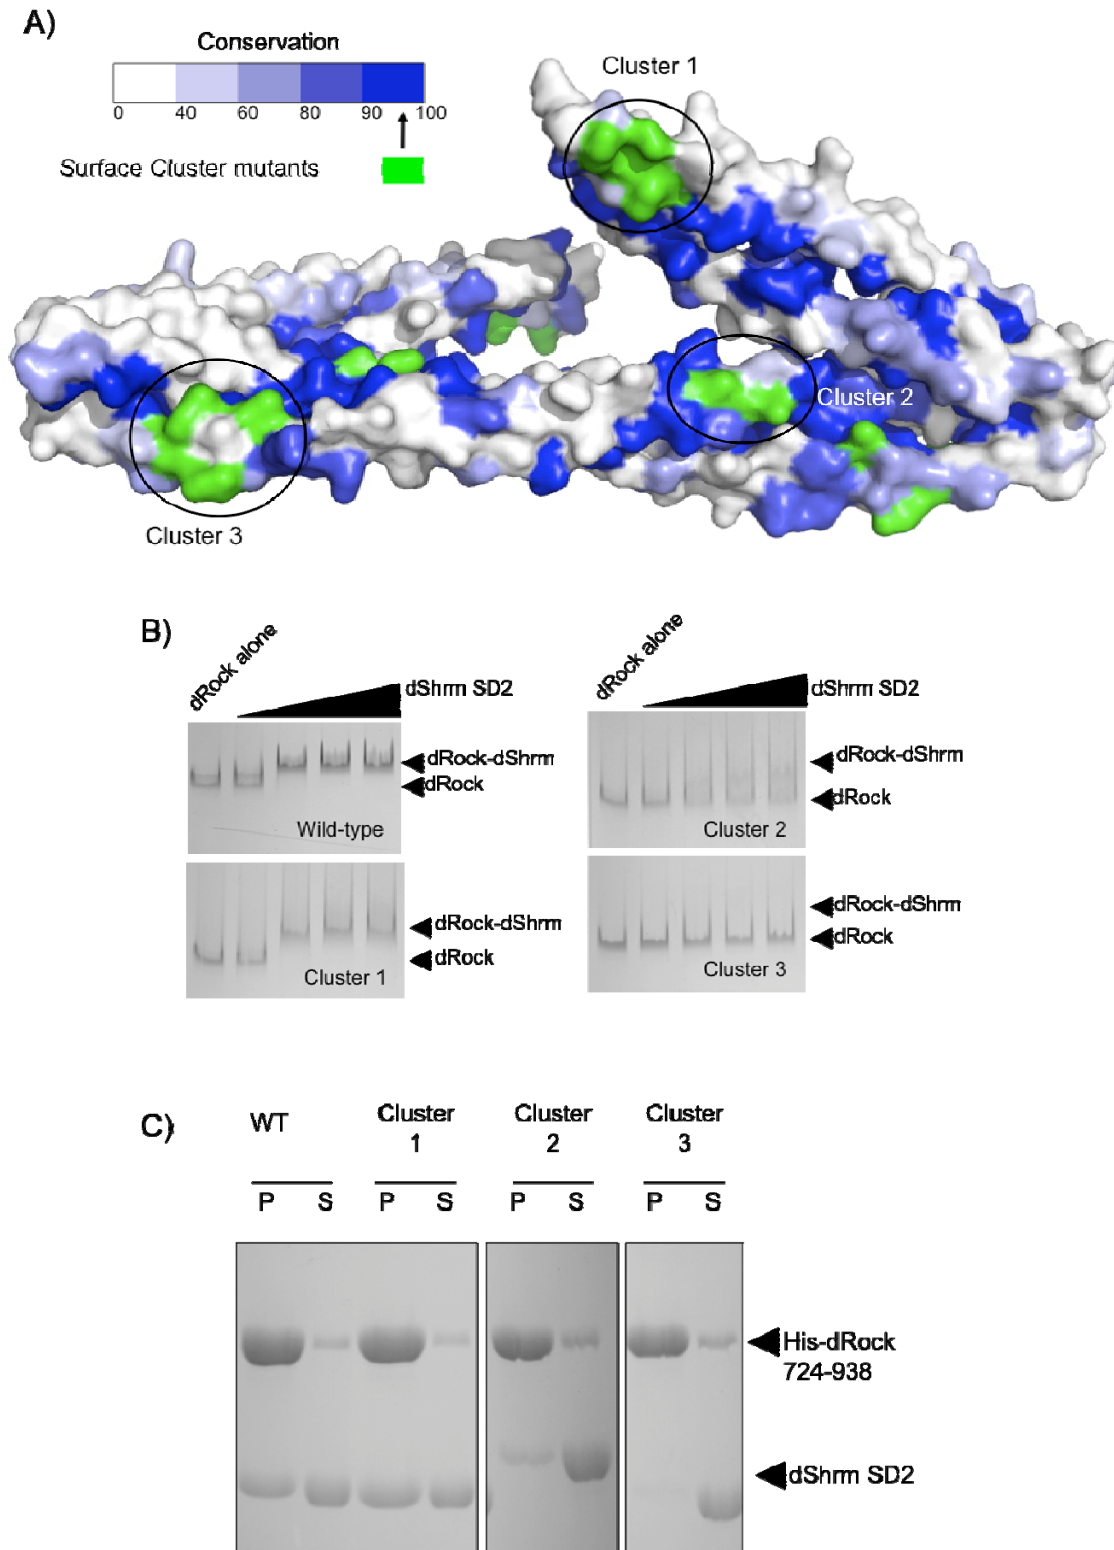 A)
Conservation
0 40 60 80 90 100
Surface Cluster mutants
Cluster 1
Cluster 2
Cluster 3
B)
dRock alone
dShrm SD2
dRock-dShrm
dRock
Wild-type
dRock-dShrm
dRock
Cluster 1
dRock alone
dShrm SD2
dRock-dShrm
dRock
Cluster 2
dRock-dShrm
dRock
Cluster 3
C)
WT
Cluster
1
Cluster
2
Cluster
3
P S P S P S P S
His-dRock
724-938
dShrm SD2